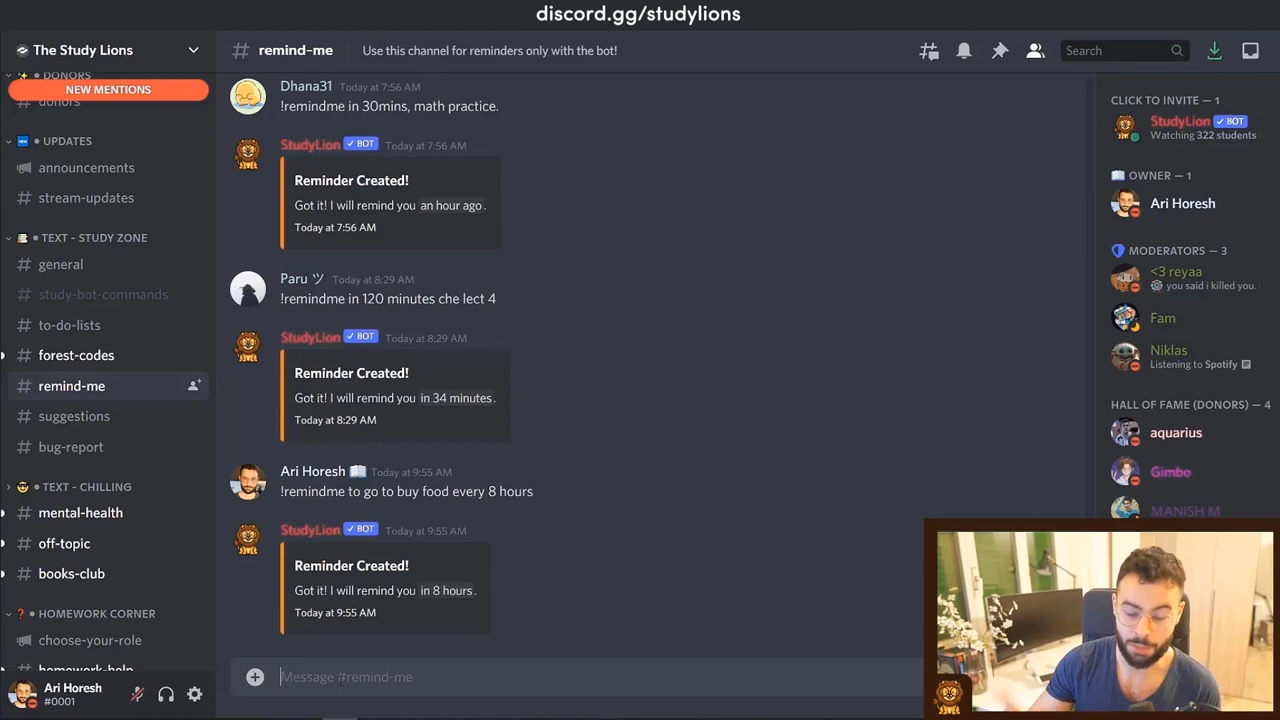 discord.gg/studylions
The Study Lions
DONORS
NEW MENTIONS
donors
UPDATES
announcements
stream-updates
TEXT - STUDY ZONE
general
study-bot-commands
to-do-lists
forest-codes
remind-me
suggestions
bug-report
TEXT - CHILLING
mental-health
off-topic
books-club
HOMEWORK CORNER
choose-your-role
homework-help
Ari Horesh
#0001
# remind-me Use this channel for reminders only with the bot!
Search
Dhana31 Today at 7:56 AM
!remindme in 30mins, math practice.
StudyLion BOT Today at 7:56 AM
Reminder Created!
Got it! I will remind you an hour ago.
Today at 7:56 AM
Paru ツ Today at 8:29 AM
!remindme in 120 minutes che lect 4
StudyLion BOT Today at 8:29 AM
Reminder Created!
Got it! I will remind you in 34 minutes.
Today at 8:29 AM
Ari Horesh Today at 9:55 AM
!remindme to go to buy food every 8 hours
StudyLion BOT Today at 9:55 AM
Reminder Created!
Got it! I will remind you in 8 hours.
Today at 9:55 AM
Message #remind-me
CLICK TO INVITE — 1
StudyLion BOT
Watching 322 students
OWNER — 1
Ari Horesh
MODERATORS — 3
<3 reyaa
you said i killed you.
Fam
Niklas
Listening to Spotify
HALL OF FAME (DONORS) — 4
aquarius
Gimbo
MANISH M